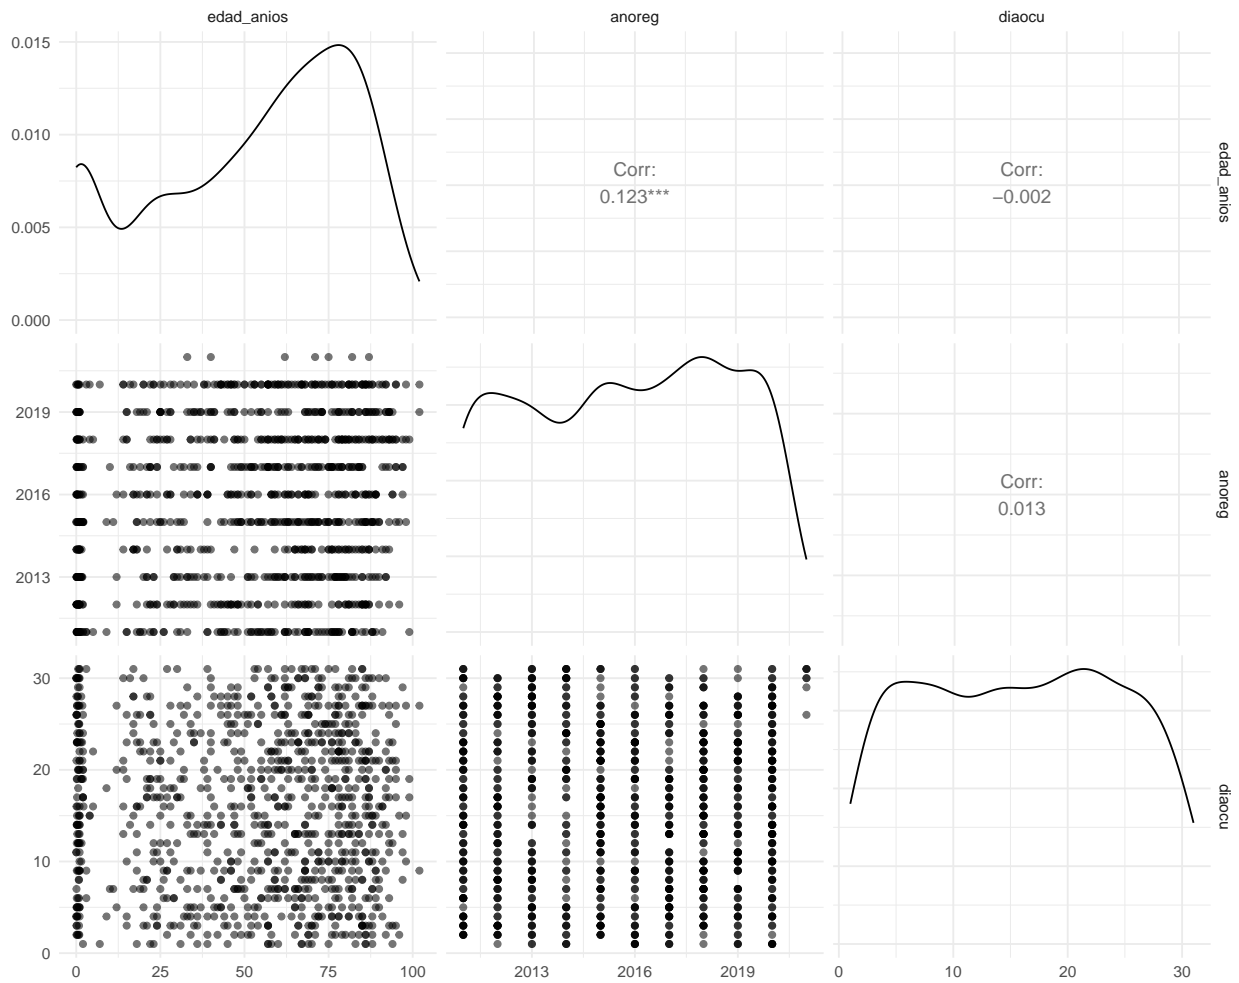 edad_anios anoreg diaocu
0.015
0.010
0.005
0.000
Corr:
0.123***
Corr:
−0.002
edad_anios
2019
2016
2013
Corr:
0.013
anoreg
30
20
10
0
diaocu
0 25 50 75 100
2013 2016 2019
0 10 20 30